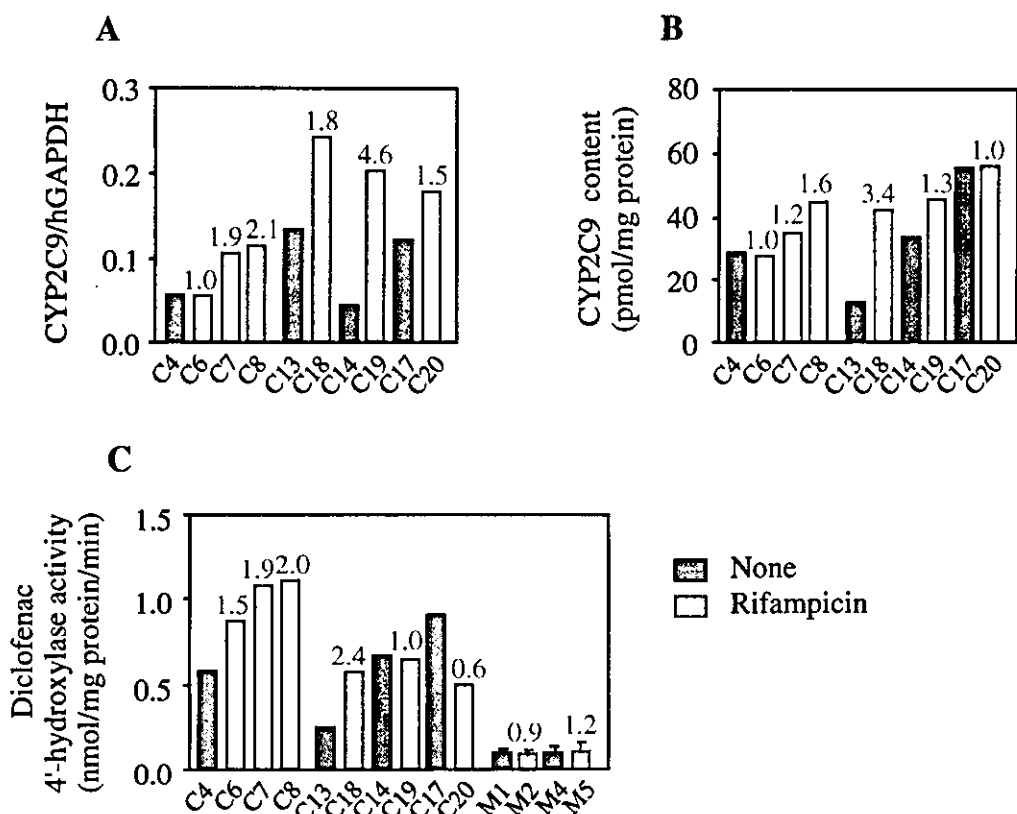 A
CYP2C9/hGAPDH
0.3
0.2
0.1
0.0
1.0
1.9
2.1
1.8
4.6
1.5
C4 C6 C7 C8 C13 C18 C14 C19 C17 C20
B
CYP2C9 content
(pmol/mg protein)
80
60
40
20
0
1.0
1.2
1.6
3.4
1.3
1.0
C4 C6 C7 C8 C13 C18 C14 C19 C17 C20
C
Diclofenac
4'-hydroxylase activity
(nmol/mg protein/min)
1.5
1.0
0.5
0.0
1.5
1.9
2.0
2.4
1.0
0.6
0.9
1.2
C4 C6 C7 C8 C13 C18 C14 C19 C17 C20 M1 M2 M4 M5
None
Rifampicin